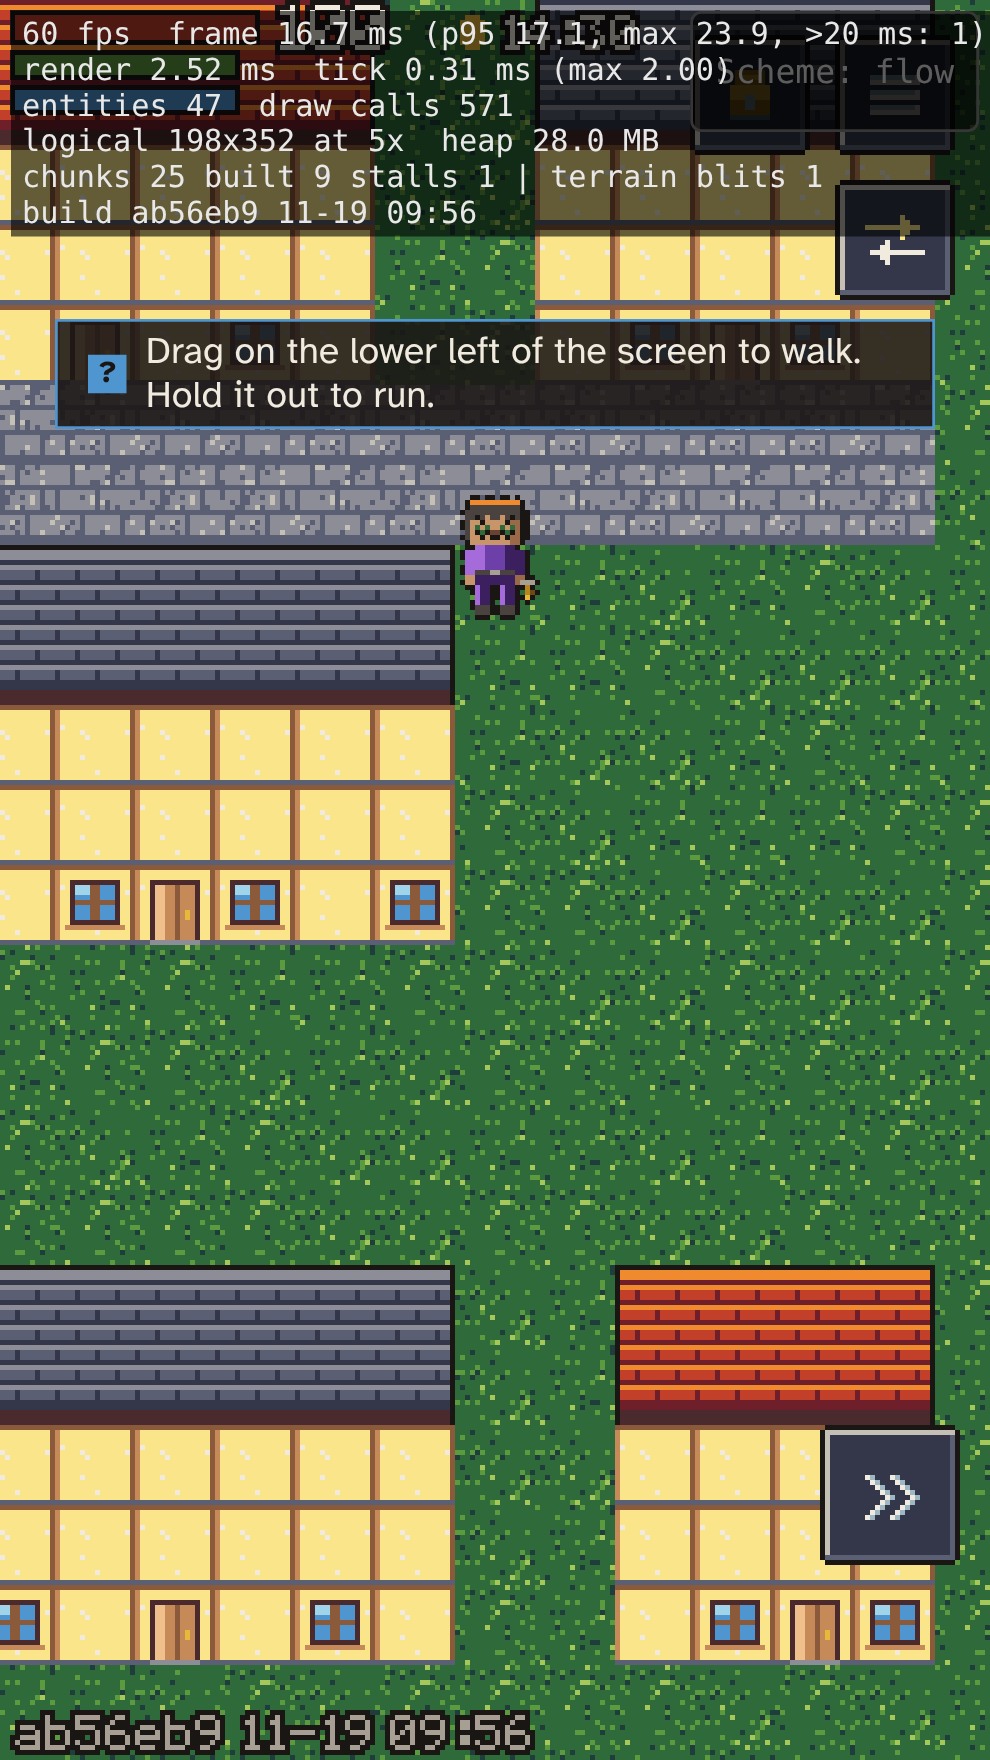 60 fps  frame 16.7 ms (p95 17.1, max 23.9, >20 ms: 1)
render 2.52 ms  tick 0.31 ms (max 2.00)
Scheme: flow
entities 47  draw calls 571
logical 198x352 at 5x  heap 28.0 MB
chunks 25 built 9 stalls 1 | terrain blits 1
build ab56eb9 11-19 09:56
? Drag on the lower left of the screen to walk.
Hold it out to run.
ab56eb9 11-19 09:56